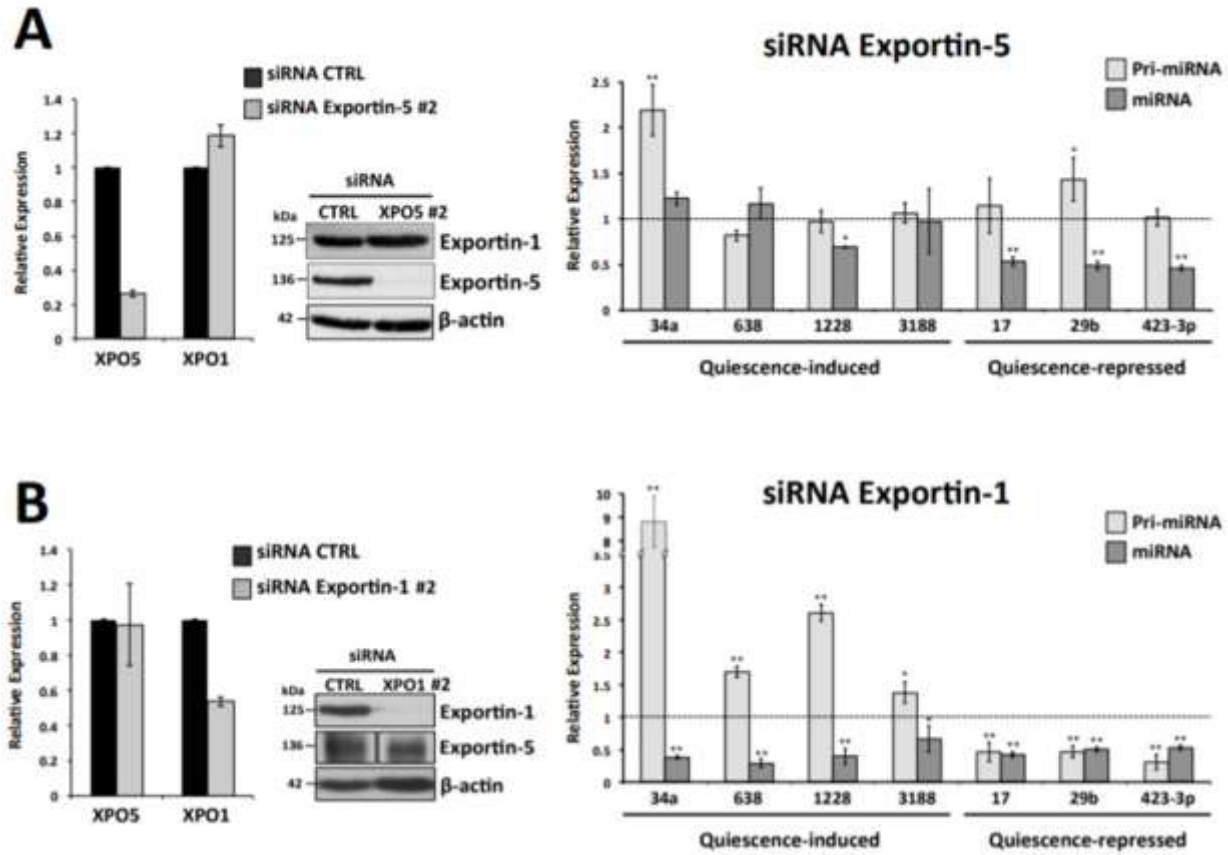 A
siRNA CTRL
siRNA Exportin-5 #2
Relative Expression
1.4
1.2
1
0.8
0.6
0.4
0.2
0
XPO5 XPO1
siRNA
kDa CTRL XPO5 #2
125 Exportin-1
136 Exportin-5
42 β-actin
siRNA Exportin-5
Pri-miRNA
miRNA
Relative Expression
2.5
2
1.5
1
0.5
0
** * ** * ** **
34a 638 1228 3188 17 29b 423-3p
Quiescence-induced Quiescence-repressed
B
siRNA CTRL
siRNA Exportin-1 #2
Relative Expression
1.4
1.2
1
0.8
0.6
0.4
0.2
0
XPO5 XPO1
siRNA
kDa CTRL XPO1 #2
125 Exportin-1
136 Exportin-5
42 β-actin
siRNA Exportin-1
Pri-miRNA
miRNA
Relative Expression
10
9
8
3.5
3
2.5
2
1.5
1
0.5
0
** ** ** ** ** ** * * ** ** ** ** ** **
34a 638 1228 3188 17 29b 423-3p
Quiescence-induced Quiescence-repressed